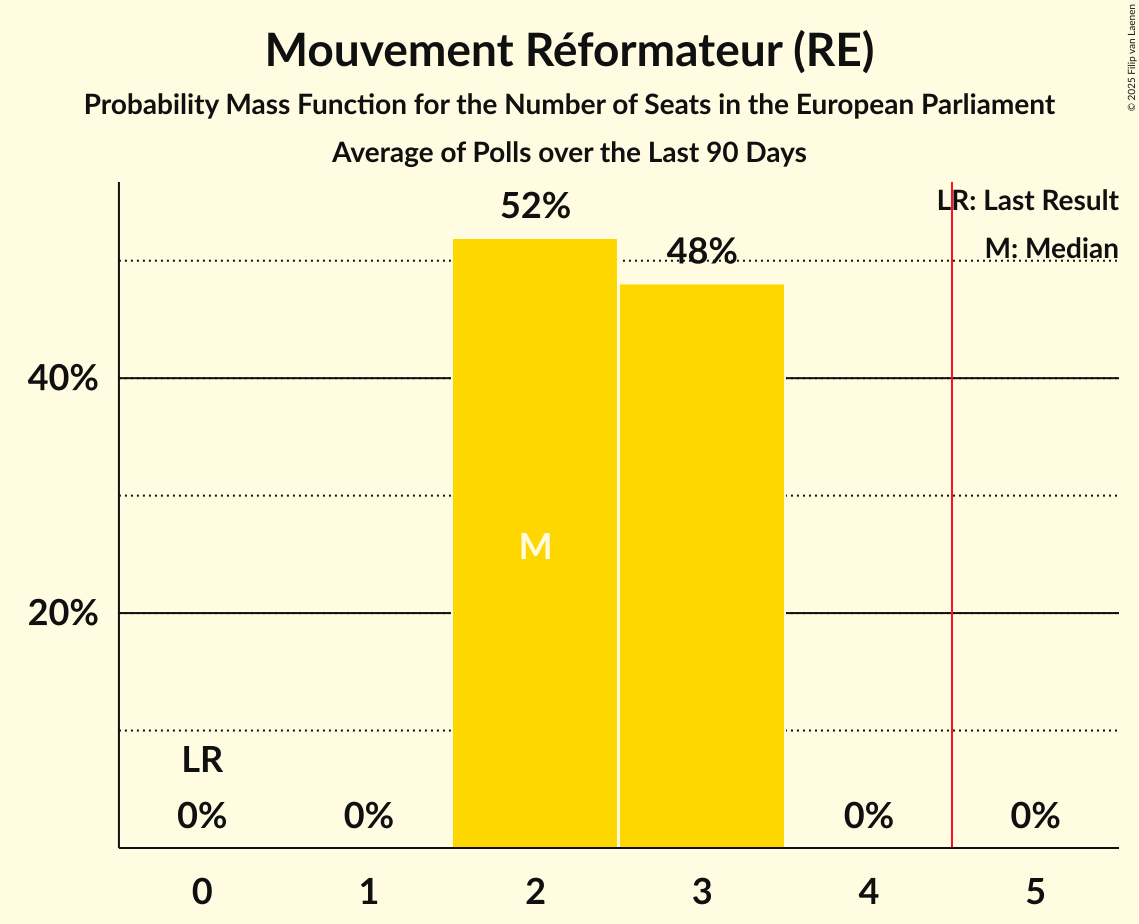 Mouvement Réformateur (RE)
Probability Mass Function for the Number of Seats in the European Parliament
Average of Polls over the Last 90 Days
© 2025 Filip van Laenen
LR: Last Result
M: Median
52%
48%
40%
20%
M
LR
0%
0%
0%
0%
0
1
2
3
4
5